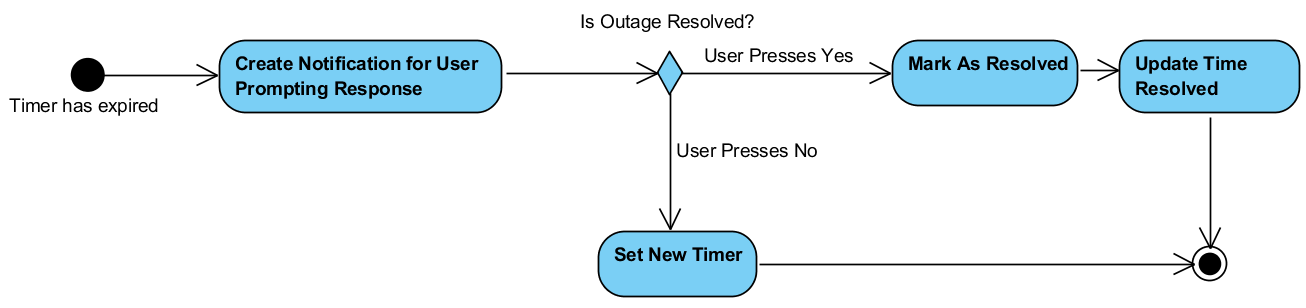 Is Outage Resolved?
Timer has expired
Create Notification for User
Prompting Response
User Presses Yes
Mark As Resolved
Update Time
Resolved
User Presses No
Set New Timer